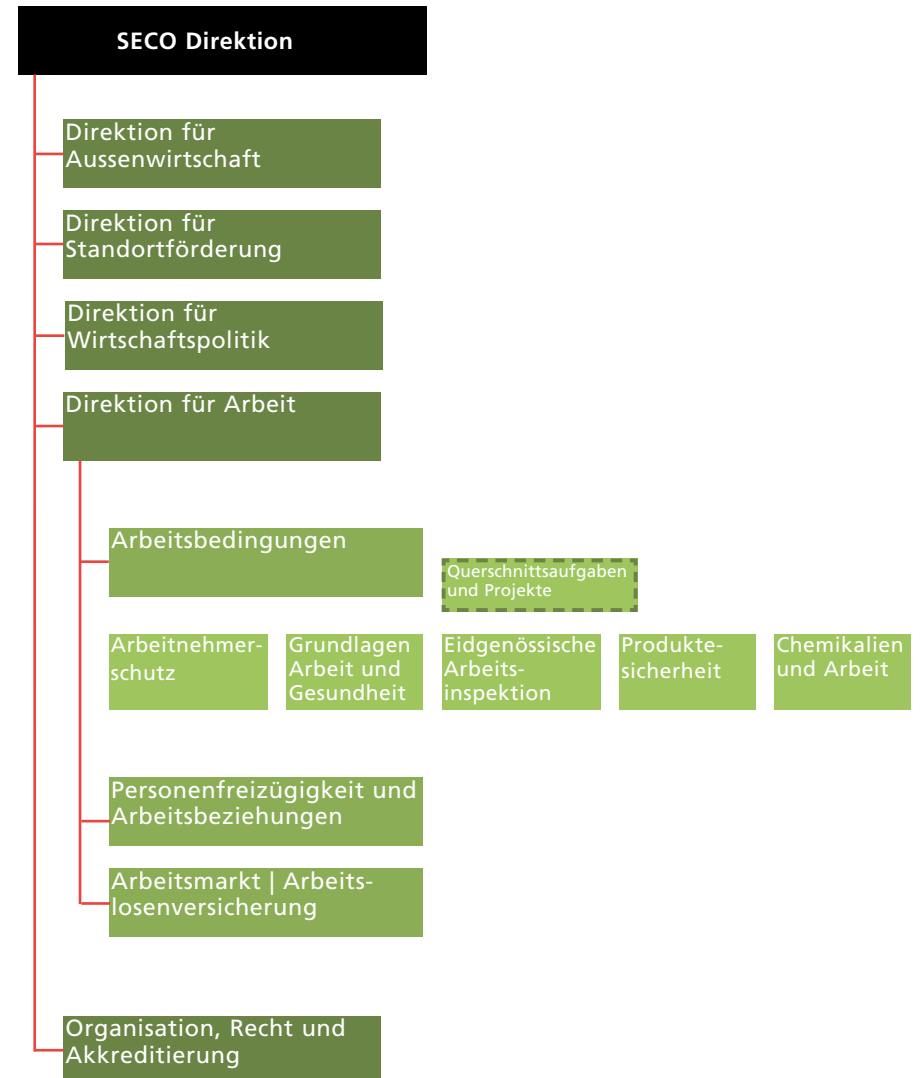 SECO Direktion
Direktion für
Aussenwirtschaft
Direktion für
Standortförderung
Direktion für
Wirtschaftspolitik
Direktion für Arbeit
Arbeitsbedingungen
Querschnittsaufgaben
und Projekte
Arbeitnehmer-
schutz
Grundlagen
Arbeit und
Gesundheit
Eidgenössische
Arbeits-
inspektion
Produkte-
sicherheit
Chemikalien
und Arbeit
Personenfreizügigkeit und
Arbeitsbeziehungen
Arbeitsmarkt | Arbeits-
losenversicherung
Organisation, Recht und
Akkreditierung